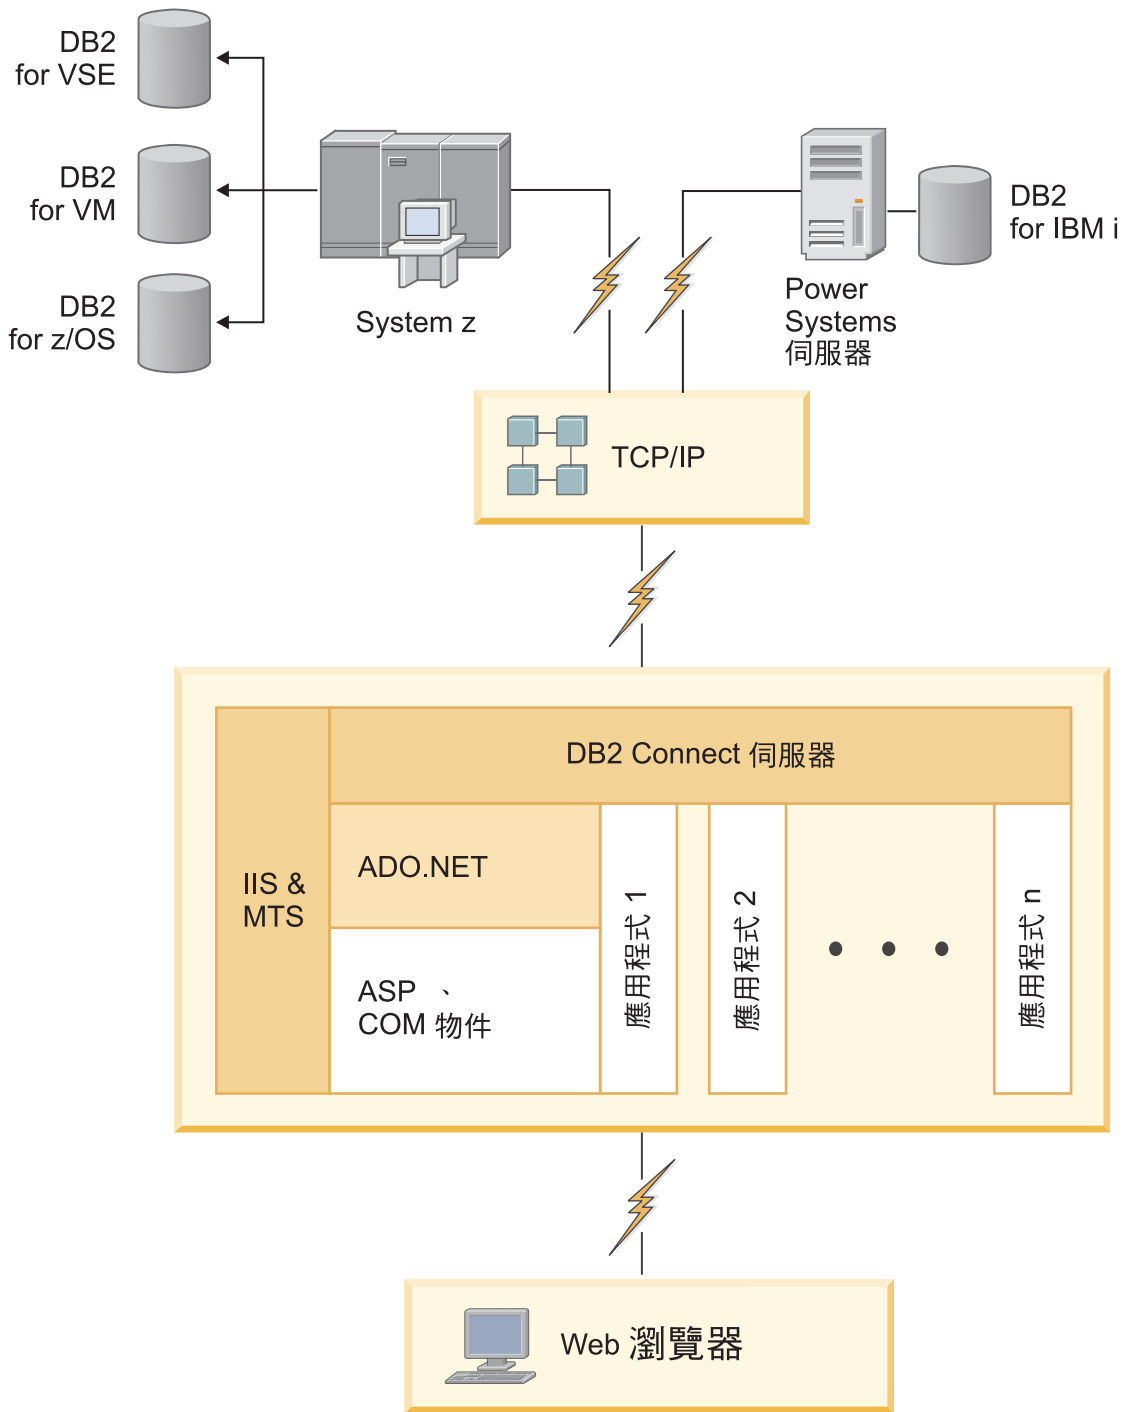 DB2
for VSE
DB2
for VM
DB2
for z/OS
System z
Power
Systems
伺服器
DB2
for IBM i
TCP/IP
DB2 Connect 伺服器
IIS &
MTS
ADO.NET
ASP 、
COM 物件
應用程式 1
應用程式 2
應用程式 n
Web 瀏覽器